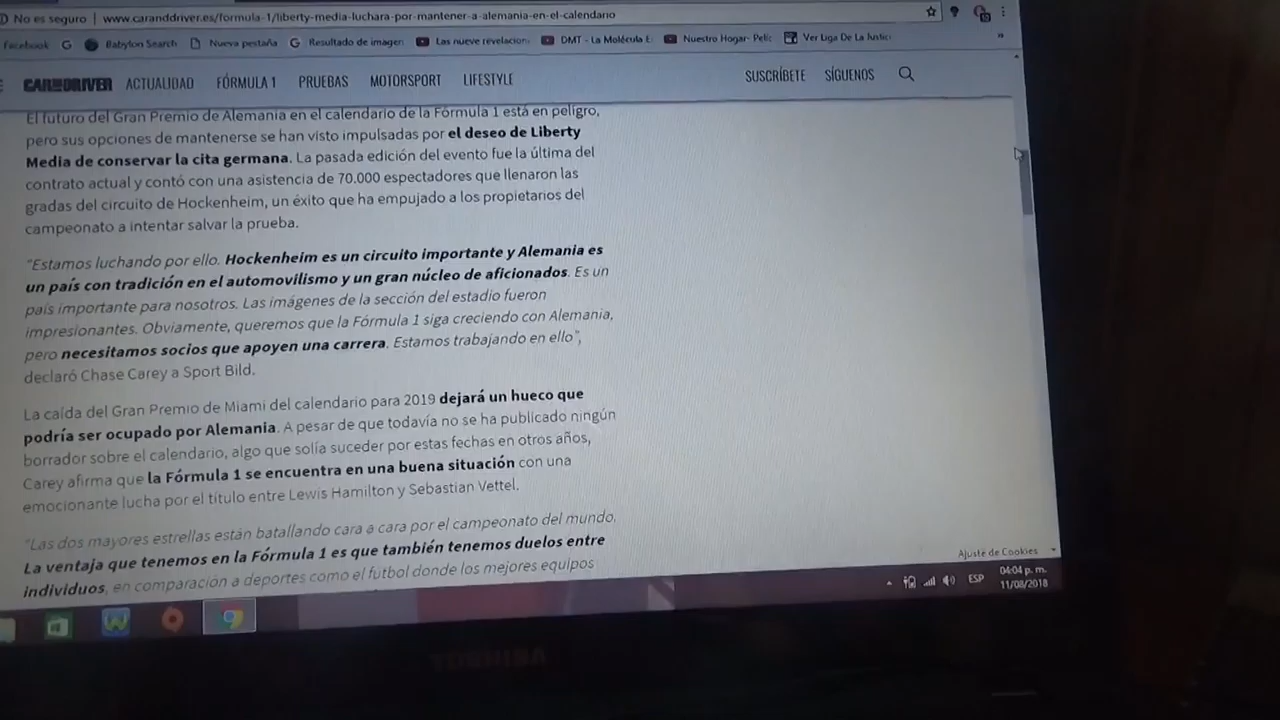 No es seguro | www.caranddriver.es/formula-1/liberty-media-luchara-por-mantener-a-alemania-en-el-calendario
Facebook Babylon Search Nueva pestaña Resultado de imagen Las nueve revelacion DMT - La Molécula E Nuestro Hogar- Pelíc Ver Liga De La Justic »
CAR AND DRIVER ACTUALIDAD FÓRMULA 1 PRUEBAS MOTORSPORT LIFESTYLE SUSCRÍBETE SÍGUENOS
El futuro del Gran Premio de Alemania en el calendario de la Fórmula 1 está en peligro,
pero sus opciones de mantenerse se han visto impulsadas por el deseo de Liberty
Media de conservar la cita germana. La pasada edición del evento fue la última del
contrato actual y contó con una asistencia de 70.000 espectadores que llenaron las
gradas del circuito de Hockenheim, un éxito que ha empujado a los propietarios del
campeonato a intentar salvar la prueba.
"Estamos luchando por ello. Hockenheim es un circuito importante y Alemania es
un país con tradición en el automovilismo y un gran núcleo de aficionados. Es un
país importante para nosotros. Las imágenes de la sección del estadio fueron
impresionantes. Obviamente, queremos que la Fórmula 1 siga creciendo con Alemania,
pero necesitamos socios que apoyen una carrera. Estamos trabajando en ello",
declaró Chase Carey a Sport Bild.
La caída del Gran Premio de Miami del calendario para 2019 dejará un hueco que
podría ser ocupado por Alemania. A pesar de que todavía no se ha publicado ningún
borrador sobre el calendario, algo que solía suceder por estas fechas en otros años,
Carey afirma que la Fórmula 1 se encuentra en una buena situación con una
emocionante lucha por el título entre Lewis Hamilton y Sebastian Vettel.
"Las dos mayores estrellas están batallando cara a cara por el campeonato del mundo.
La ventaja que tenemos en la Fórmula 1 es que también tenemos duelos entre
individuos, en comparación a deportes como el fútbol donde los mejores equipos
Ajuste de Cookies
ESP 04:04 p. m.
11/08/2018
TOSHIBA